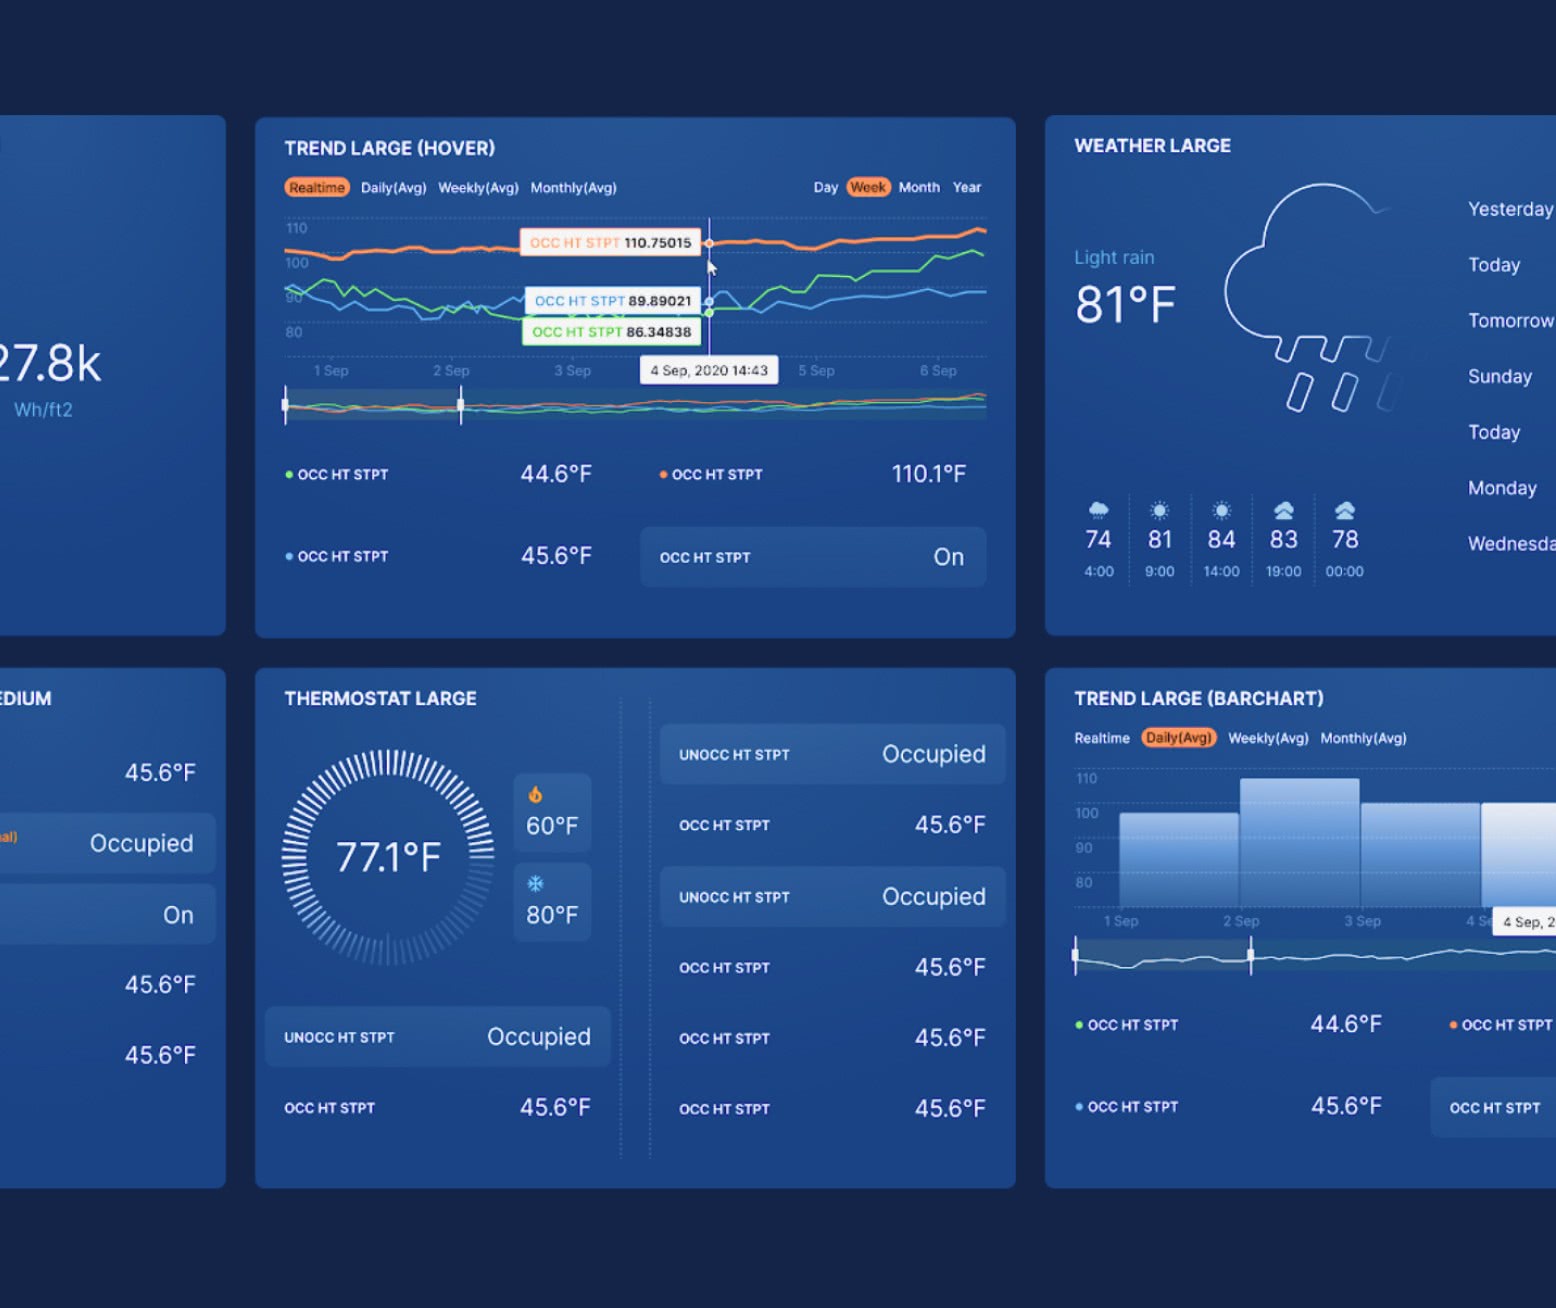 27.8k
Wh/ft2
TREND LARGE (HOVER)
Realtime Daily(Avg) Weekly(Avg) Monthly(Avg) Day Week Month Year
110
100
90
80
OCC HT STPT 110.75015
OCC HT STPT 89.89021
OCC HT STPT 86.34838
1 Sep 2 Sep 3 Sep 4 Sep, 2020 14:43 5 Sep 6 Sep
OCC HT STPT 44.6°F OCC HT STPT 110.1°F
OCC HT STPT 45.6°F OCC HT STPT On
WEATHER LARGE
Light rain
81°F
Yesterday
Today
Tomorrow
Sunday
Today
Monday
Wednesda
74 81 84 83 78
4:00 9:00 14:00 19:00 00:00
EDIUM
45.6°F
al) Occupied
On
45.6°F
45.6°F
THERMOSTAT LARGE
77.1°F
60°F
80°F
UNOCC HT STPT Occupied
OCC HT STPT 45.6°F
UNOCC HT STPT Occupied
OCC HT STPT 45.6°F
UNOCC HT STPT Occupied
OCC HT STPT 45.6°F
OCC HT STPT 45.6°F
OCC HT STPT 45.6°F
TREND LARGE (BARCHART)
Realtime Daily(Avg) Weekly(Avg) Monthly(Avg)
110
100
90
80
1 Sep 2 Sep 3 Sep 4 Se 4 Sep, 2
OCC HT STPT 44.6°F OCC HT STPT
OCC HT STPT 45.6°F OCC HT STPT